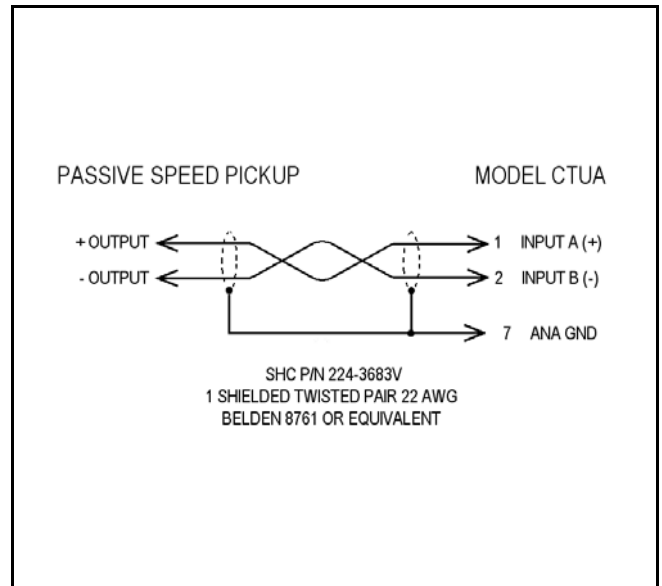 PASSIVE SPEED PICKUP MODEL CTUA
+ OUTPUT 1 INPUT A (+)
- OUTPUT 2 INPUT B (-)
7 ANA GND
SHC P/N 224-3683V
1 SHIELDED TWISTED PAIR 22 AWG
BELDEN 8761 OR EQUIVALENT